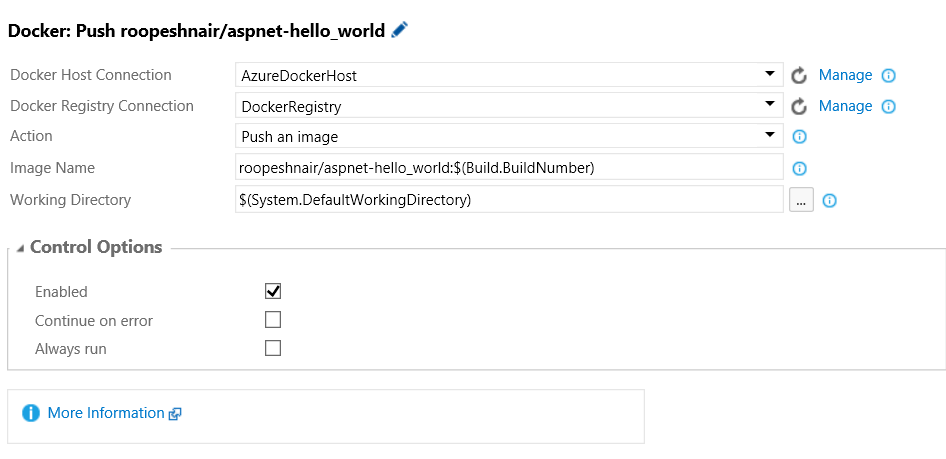 Docker: Push roopeshnair/aspnet-hello_world
Docker Host Connection AzureDockerHost Manage
Docker Registry Connection DockerRegistry Manage
Action Push an image
Image Name roopeshnair/aspnet-hello_world:$(Build.BuildNumber)
Working Directory $(System.DefaultWorkingDirectory) ...
Control Options
Enabled
Continue on error
Always run
More Information